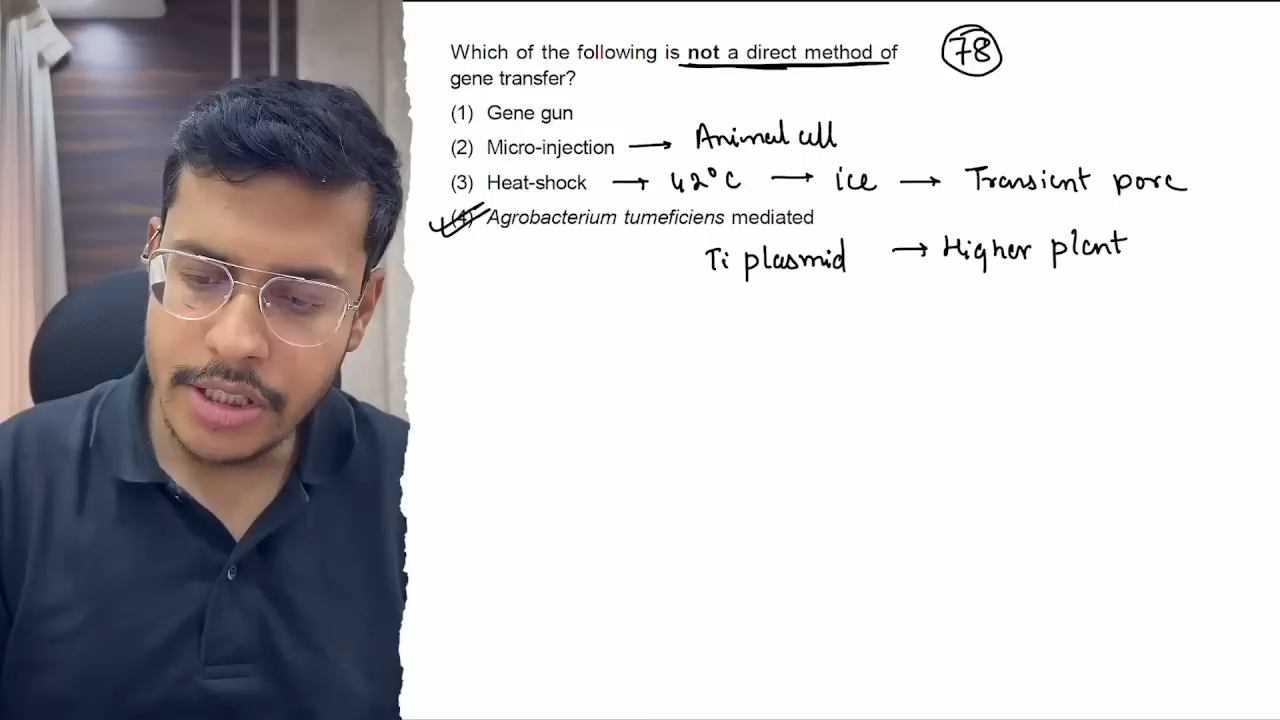 Which of the following is not a direct method of 78
gene transfer?
(1) Gene gun
(2) Micro-injection → Animal cell
(3) Heat-shock → 42°C → ice → Transient pore
(4) Agrobacterium tumeficiens mediated
Ti plasmid → Higher plant